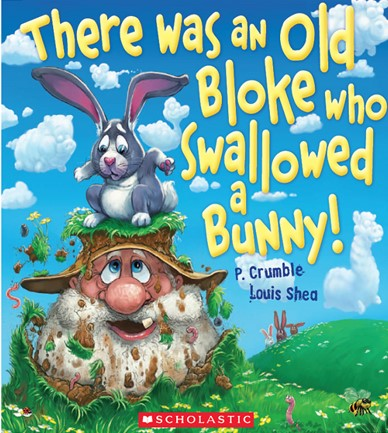 There was an Old
Bloke who
Swallowed
a
Bunny!
P. Crumble
Louis Shea
SCHOLASTIC